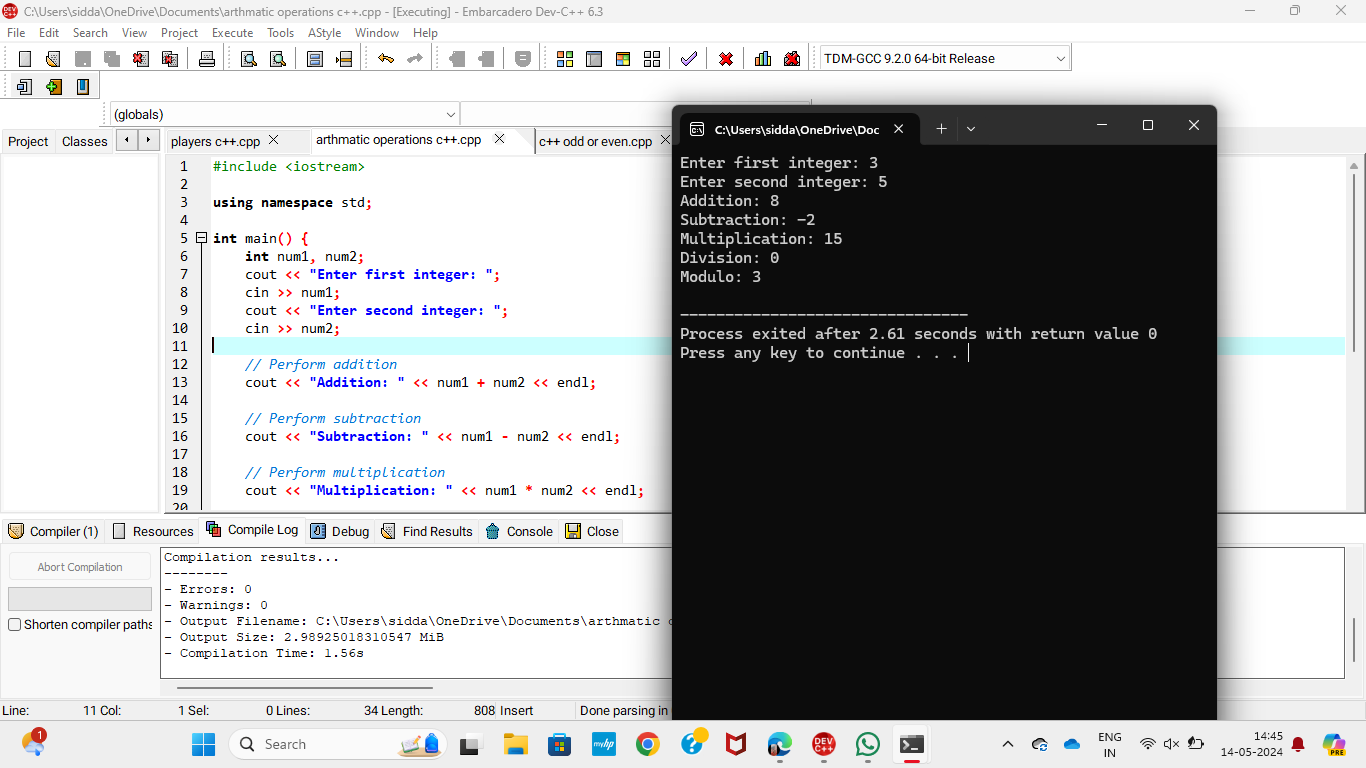 C:\Users\sidda\OneDrive\Documents\arthmatic operations c++.cpp - [Executing] - Embarcadero Dev-C++ 6.3
File Edit Search View Project Execute Tools AStyle Window Help
TDM-GCC 9.2.0 64-bit Release
(globals)
Project Classes
players c++.cpp arthmatic operations c++.cpp c++ odd or even.cpp
1 #include <iostream>
2
3 using namespace std;
4
5 int main() {
6 int num1, num2;
7 cout << "Enter first integer: ";
8 cin >> num1;
9 cout << "Enter second integer: ";
10 cin >> num2;
11
12 // Perform addition
13 cout << "Addition: " << num1 + num2 << endl;
14
15 // Perform subtraction
16 cout << "Subtraction: " << num1 - num2 << endl;
17
18 // Perform multiplication
19 cout << "Multiplication: " << num1 * num2 << endl;
20
C:\Users\sidda\OneDrive\Doc
Enter first integer: 3
Enter second integer: 5
Addition: 8
Subtraction: -2
Multiplication: 15
Division: 0
Modulo: 3
--------------------------------
Process exited after 2.61 seconds with return value 0
Press any key to continue . . .
Compiler (1) Resources Compile Log Debug Find Results Console Close
Abort Compilation
Shorten compiler paths
Compilation results...
--------
- Errors: 0
- Warnings: 0
- Output Filename: C:\Users\sidda\OneDrive\Documents\arthmatic
- Output Size: 2.98925018310547 MiB
- Compilation Time: 1.56s
Line: 11 Col: 1 Sel: 0 Lines: 34 Length: 808 Insert Done parsing in
1
Search
myhp
DEV C++
ENG
IN
14:45
14-05-2024
PRE